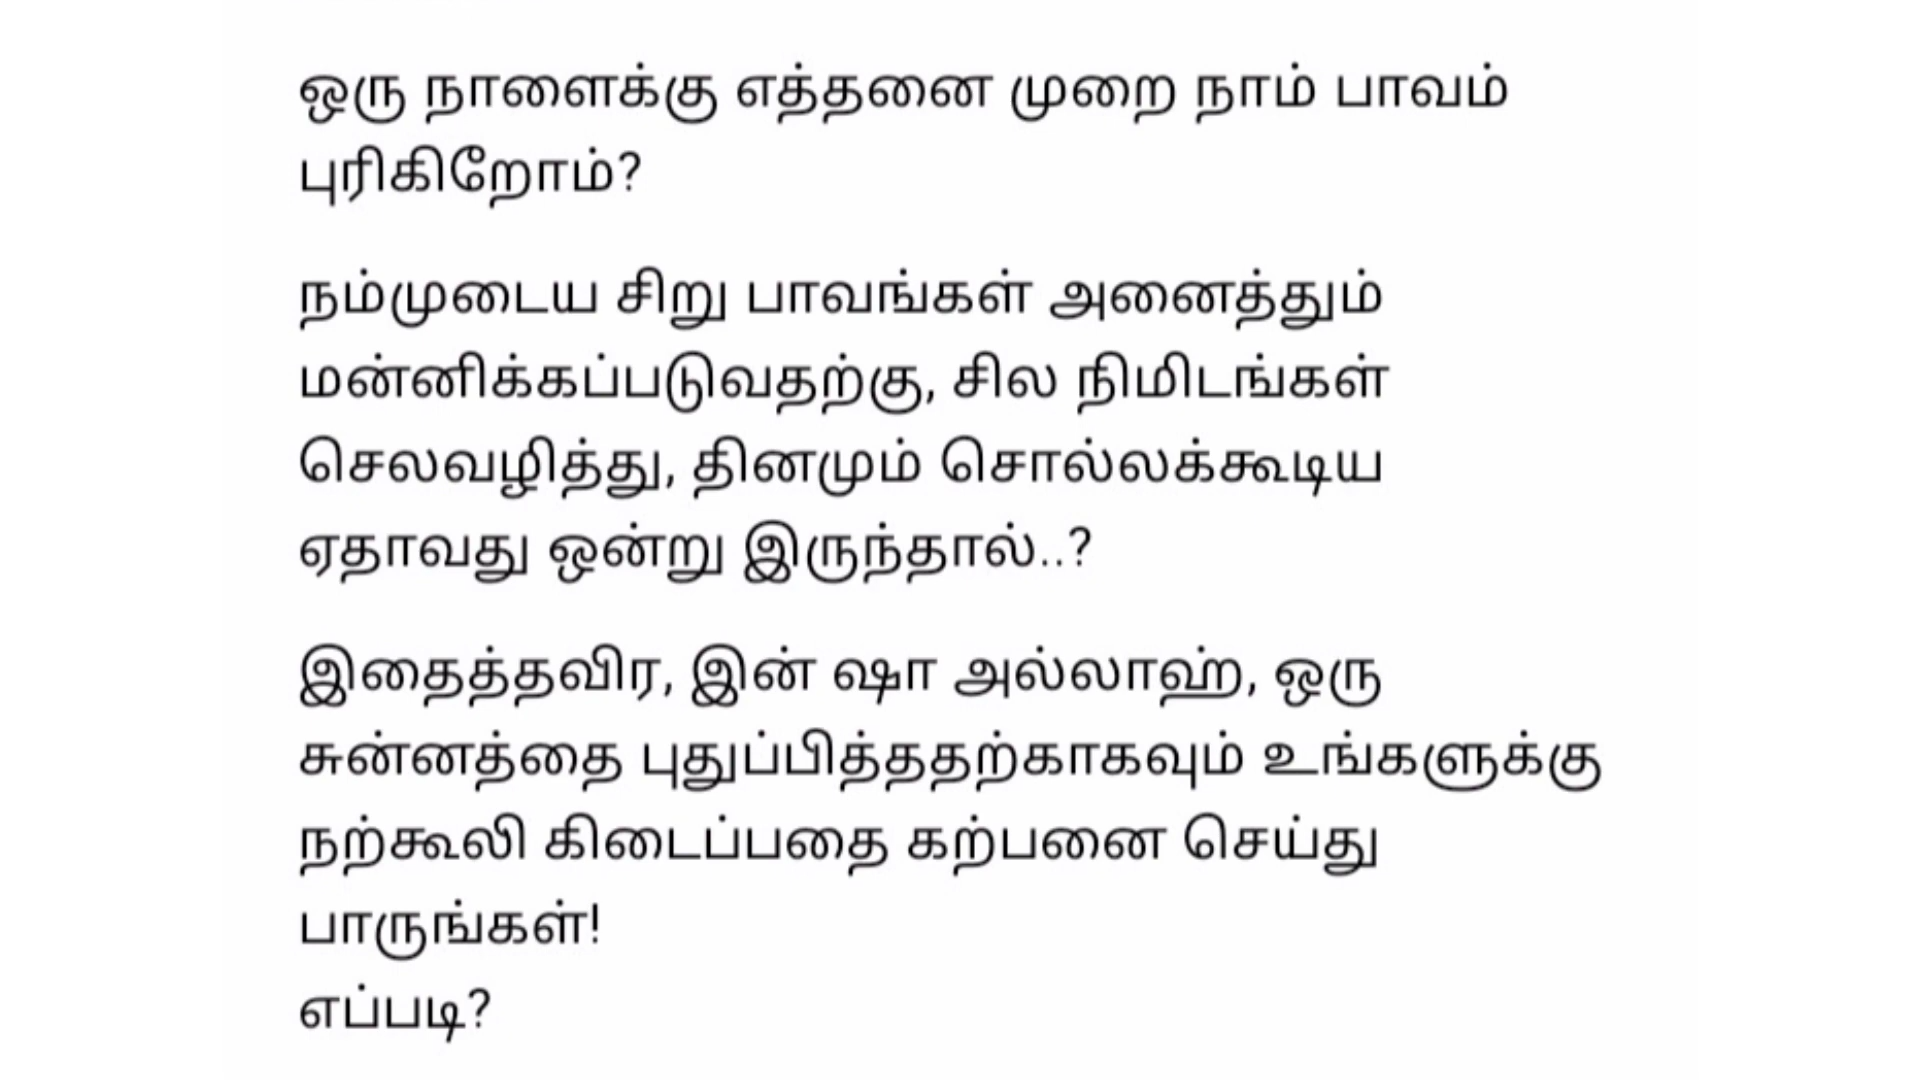 ஒரு நாளைக்கு எத்தனை முறை நாம் பாவம்
புரிகிறோம்?
நம்முடைய சிறு பாவங்கள் அனைத்தும்
மன்னிக்கப்படுவதற்கு, சில நிமிடங்கள்
செலவழித்து, தினமும் சொல்லக்கூடிய
ஏதாவது ஒன்று இருந்தால்..?
இதைத்தவிர, இன் ஷா அல்லாஹ், ஒரு
சுன்னத்தை புதுப்பித்ததற்காகவும் உங்களுக்கு
நற்கூலி கிடைப்பதை கற்பனை செய்து
பாருங்கள்!
எப்படி?